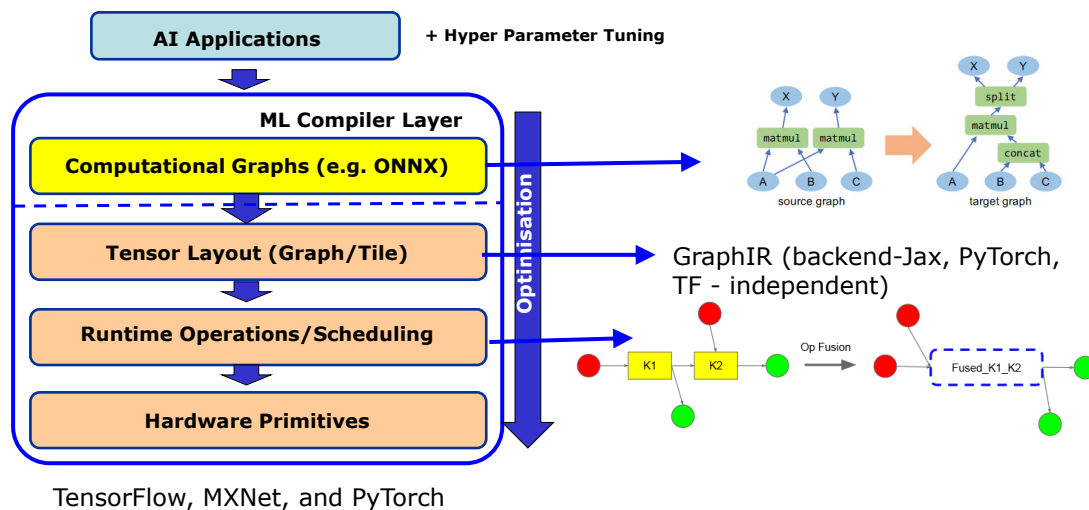 AI Applications
+ Hyper Parameter Tuning
ML Compiler Layer
Computational Graphs (e.g. ONNX)
Tensor Layout (Graph/Tile)
Runtime Operations/Scheduling
Hardware Primitives
Optimisation
TensorFlow, MXNet, and PyTorch
X Y
matmul matmul
A B C
source graph
X Y
split
matmul
concat
A B C
target graph
GraphIR (backend-Jax, PyTorch,
TF - independent)
K1 K2
Op Fusion
Fused_K1_K2